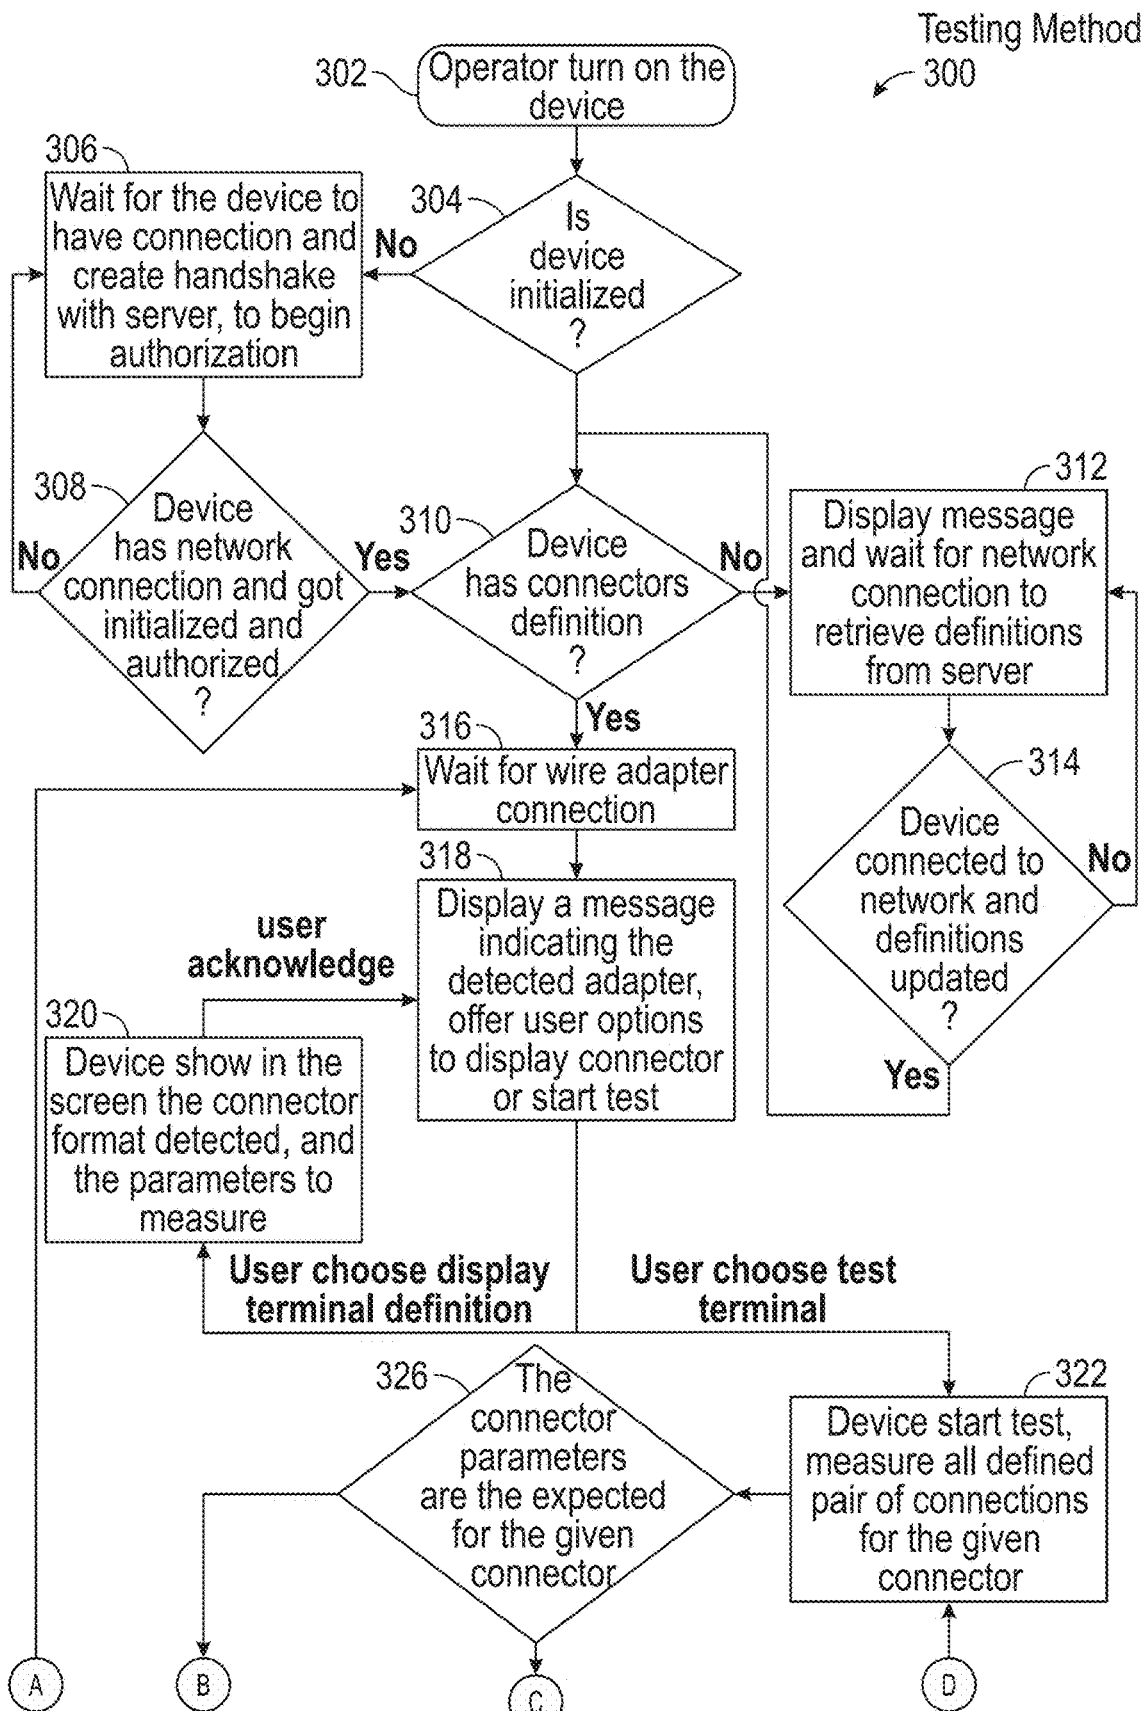 Testing Method
300
302
Operator turn on the
device
304
Is
device
initialized
?
No
306
Wait for the device to
have connection and
create handshake
with server, to begin
authorization
308
Device
has network
connection and got
initialized and
authorized
?
No
Yes
310
Device
has connectors
definition
?
No
Yes
312
Display message
and wait for network
connection to
retrieve definitions
from server
314
Device
connected to
network and
definitions
updated
?
No
Yes
316
Wait for wire adapter
connection
318
Display a message
indicating the
detected adapter,
offer user options
to display connector
or start test
user
acknowledge
320
Device show in the
screen the connector
format detected, and
the parameters to
measure
User choose display
terminal definition
User choose test
terminal
322
Device start test,
measure all defined
pair of connections
for the given
connector
326
The
connector
parameters
are the expected
for the given
connector
A
B
C
D